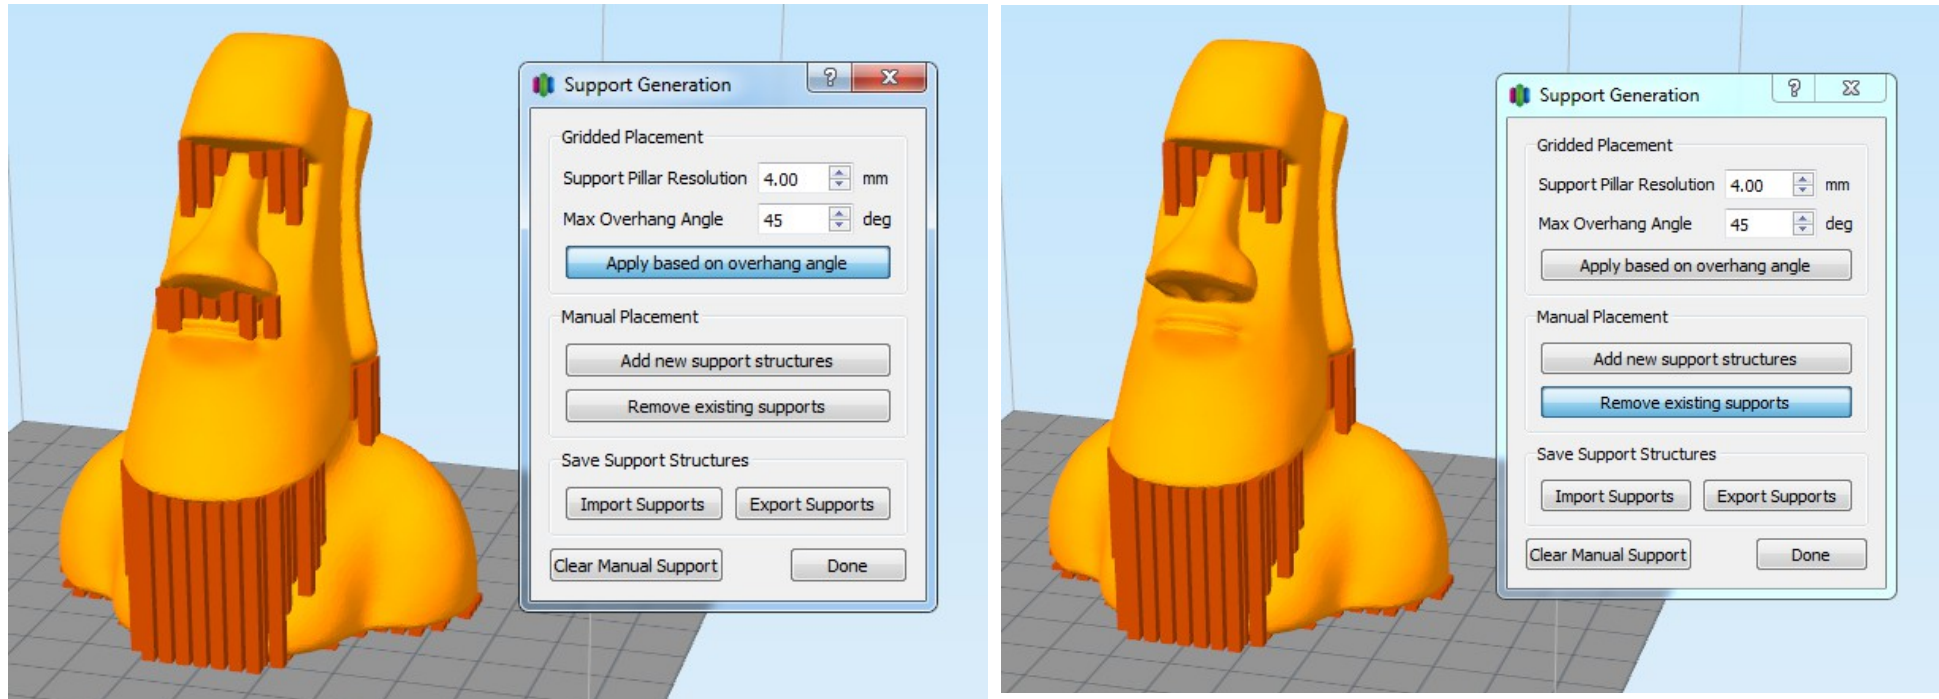 Support Generation
?
Gridded Placement
Support Pillar Resolution 4.00 mm
Max Overhang Angle 45 deg
Apply based on overhang angle
Manual Placement
Add new support structures
Remove existing supports
Save Support Structures
Import Supports Export Supports
Clear Manual Support Done
Support Generation
?
Gridded Placement
Support Pillar Resolution 4.00 mm
Max Overhang Angle 45 deg
Apply based on overhang angle
Manual Placement
Add new support structures
Remove existing supports
Save Support Structures
Import Supports Export Supports
Clear Manual Support Done